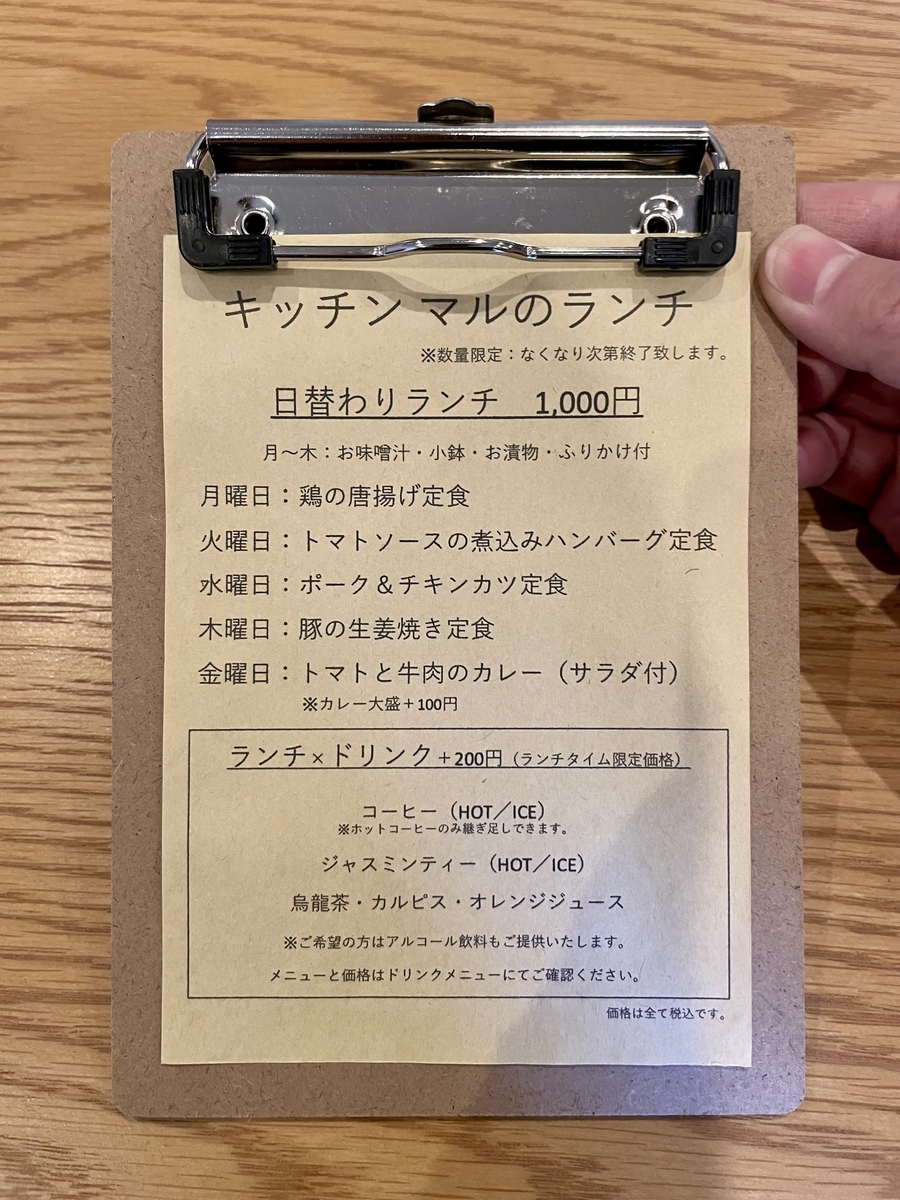 キッチン マルのランチ
※数量限定：なくなり次第終了致します。
日替わりランチ　1,000円
月～木：お味噌汁・小鉢・お漬物・ふりかけ付
月曜日：鶏の唐揚げ定食
火曜日：トマトソースの煮込みハンバーグ定食
水曜日：ポーク＆チキンカツ定食
木曜日：豚の生姜焼き定食
金曜日：トマトと牛肉のカレー（サラダ付）
※カレー大盛＋100円
ランチ×ドリンク＋200円（ランチタイム限定価格）
コーヒー（HOT／ICE）
※ホットコーヒーのみ継ぎ足しできます。
ジャスミンティー（HOT／ICE）
烏龍茶・カルピス・オレンジジュース
※ご希望の方はアルコール飲料もご提供いたします。
メニューと価格はドリンクメニューにてご確認ください。
価格は全て税込です。